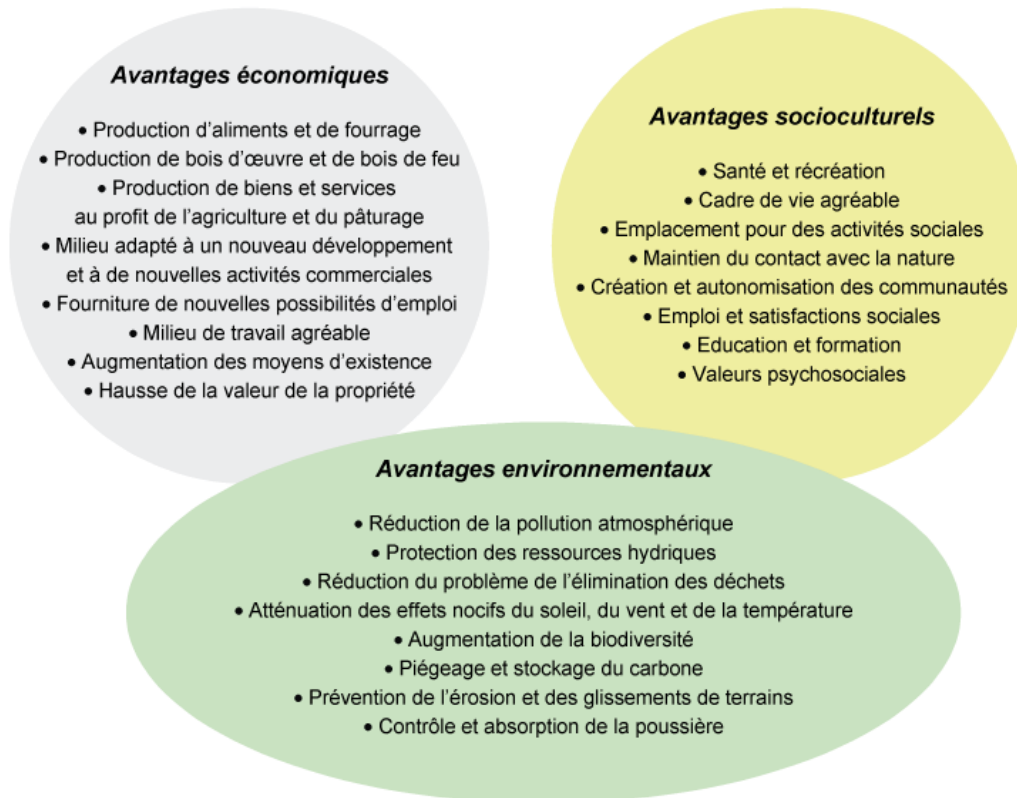 Avantages économiques
• Production d’aliments et de fourrage
• Production de bois d’œuvre et de bois de feu
• Production de biens et services
au profit de l’agriculture et du pâturage
• Milieu adapté à un nouveau développement
et à de nouvelles activités commerciales
• Fourniture de nouvelles possibilités d’emploi
• Milieu de travail agréable
• Augmentation des moyens d’existence
• Hausse de la valeur de la propriété
Avantages socioculturels
• Santé et récréation
• Cadre de vie agréable
• Emplacement pour des activités sociales
• Maintien du contact avec la nature
• Création et autonomisation des communautés
• Emploi et satisfactions sociales
• Education et formation
• Valeurs psychosociales
Avantages environnementaux
• Réduction de la pollution atmosphérique
• Protection des ressources hydriques
• Réduction du problème de l’élimination des déchets
• Atténuation des effets nocifs du soleil, du vent et de la température
• Augmentation de la biodiversité
• Piégeage et stockage du carbone
• Prévention de l’érosion et des glissements de terrains
• Contrôle et absorption de la poussière